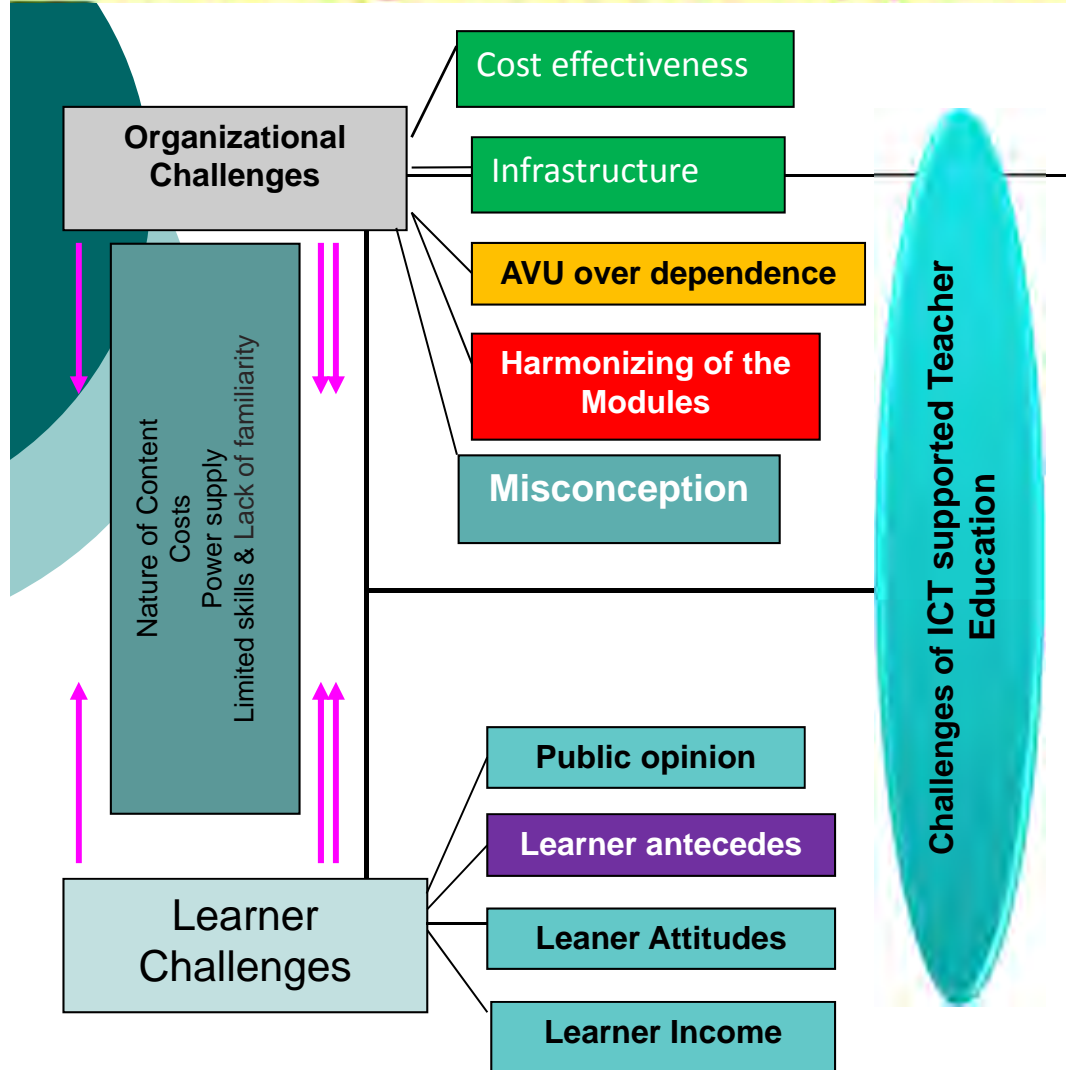 Cost effectiveness
Organizational
Challenges
Infrastructure
AVU over dependence
Harmonizing of the
Modules
Misconception
Nature of Content
Costs
Power supply
Limited skills & Lack of familiarity
Challenges of ICT supported Teacher
Education
Public opinion
Learner antecedes
Learner
Challenges
Leaner Attitudes
Learner Income